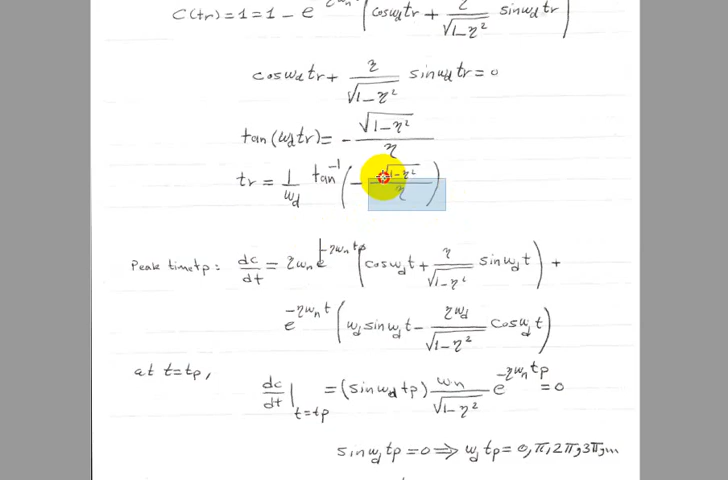 C(tr) = 1 = 1 - e^{-ζωn tr} (cos ωd tr + ζ/√(1-ζ²) sin ωd tr)
cos ωd tr + ζ/√(1-ζ²) sin ωd tr = 0
tan(ωd tr) = - √(1-ζ²)/ζ
tr = 1/ωd tan⁻¹(- √(1-ζ²)/ζ)
Peak time tp: dc/dt = ζωn e^{-ζωn tp} (cos ωd t + ζ/√(1-ζ²) sin ωd t) +
e^{-ζωn t} (ωd sin ωd t - ζωd/√(1-ζ²) cos ωd t)
at t = tp,
dc/dt |t=tp = (sin ωd tp) ωn/√(1-ζ²) e^{-ζωn tp} = 0
sin ωd tp = 0 ⇒ ωd tp = 0, π, 2π, 3π, ...